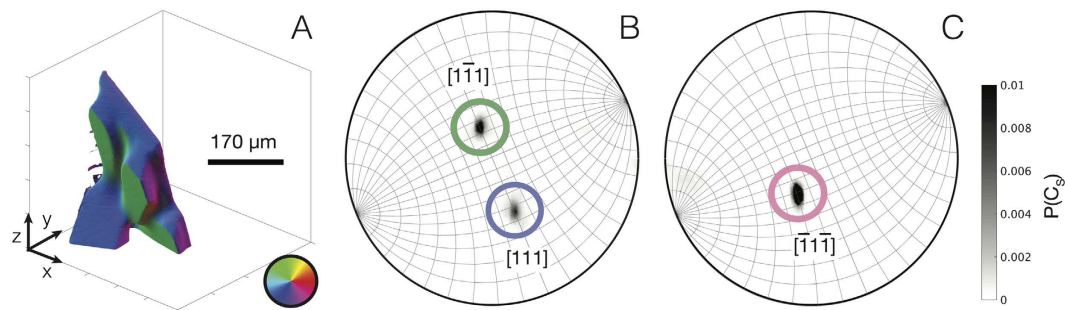 A
170 µm
z
y
x
B
[11̅1]
[111]
C
[1̅11̅]
0.01
0.008
0.006
0.004
0.002
0
P(C_S)